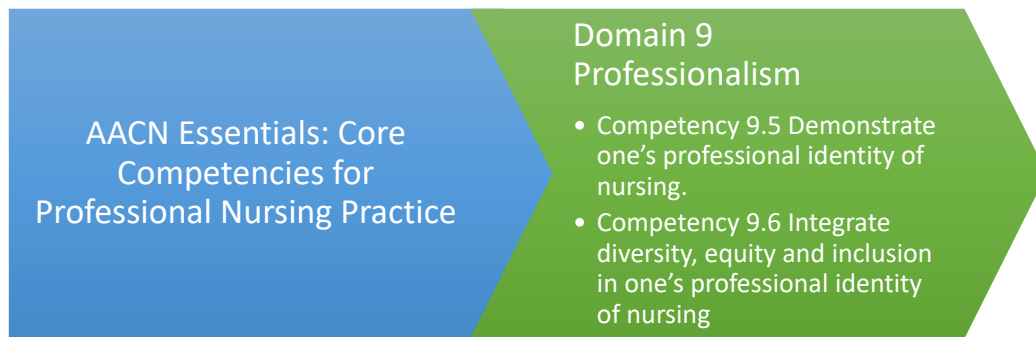 AACN Essentials: Core
Competencies for
Professional Nursing Practice
Domain 9
Professionalism
• Competency 9.5 Demonstrate
one’s professional identity of
nursing.
• Competency 9.6 Integrate
diversity, equity and inclusion
in one’s professional identity
of nursing